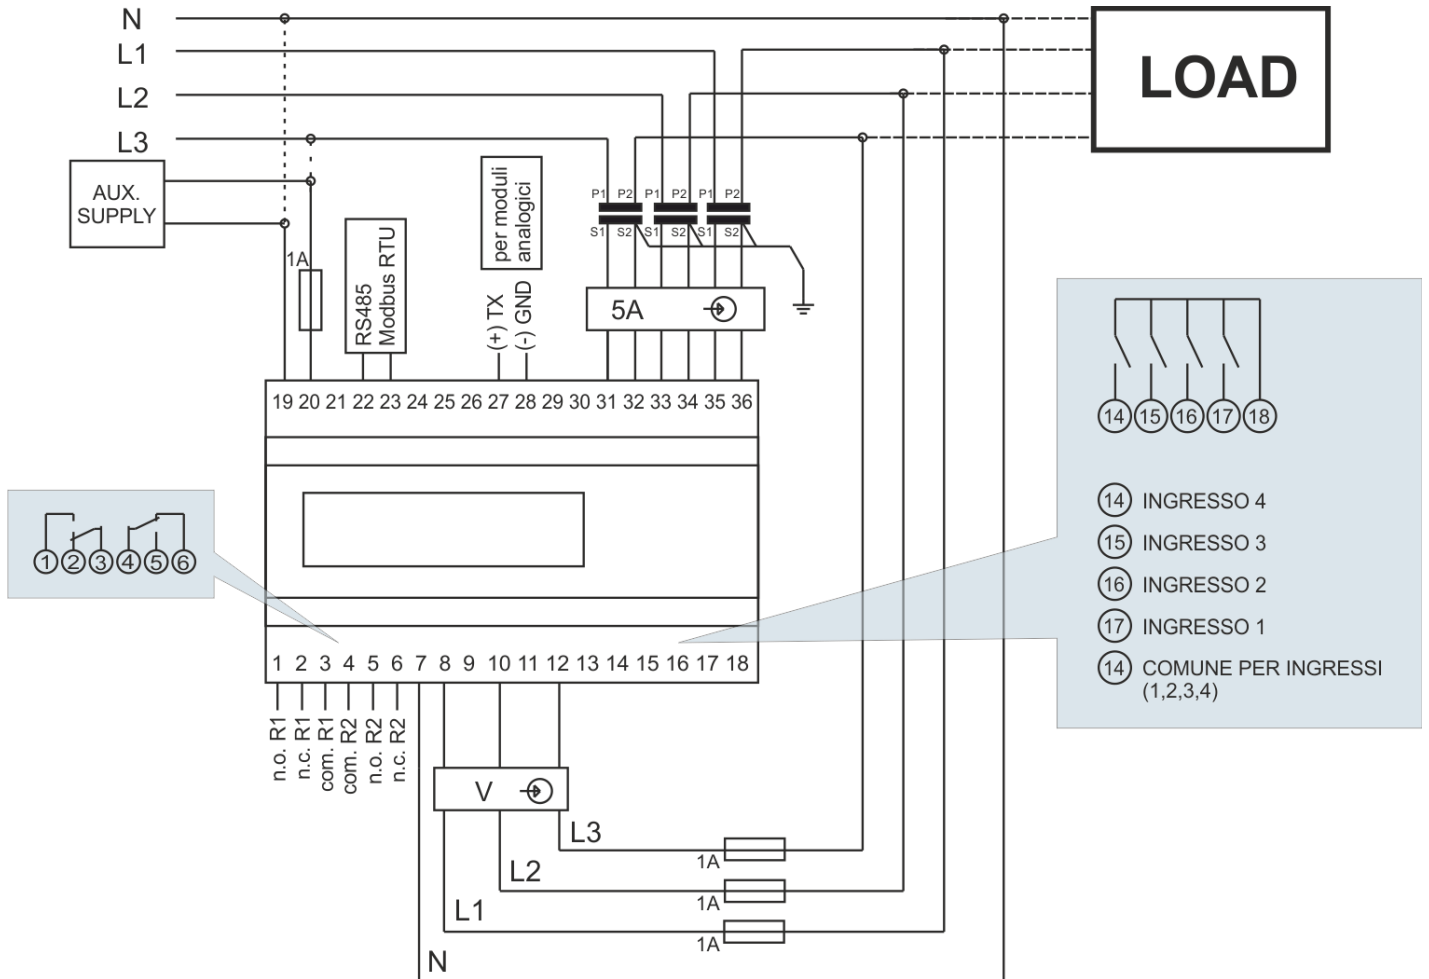 N
L1
L2
L3
LOAD
AUX.
SUPPLY
1A
RS485
Modbus RTU
per moduli
analogici
(+) TX
(-) GND
P1 P2 P1 P2 P1 P2
S1 S2 S1 S2 S1 S2
5A
19 20 21 22 23 24 25 26 27 28 29 30 31 32 33 34 35 36
14 15 16 17 18
14 INGRESSO 4
15 INGRESSO 3
16 INGRESSO 2
17 INGRESSO 1
14 COMUNE PER INGRESSI
(1,2,3,4)
1 2 3 4 5 6
1 2 3 4 5 6 7 8 9 10 11 12 13 14 15 16 17 18
n.o. R1
n.c. R1
com. R1
com. R2
n.o. R2
n.c. R2
V
L3
1A
L2
1A
L1
1A
N